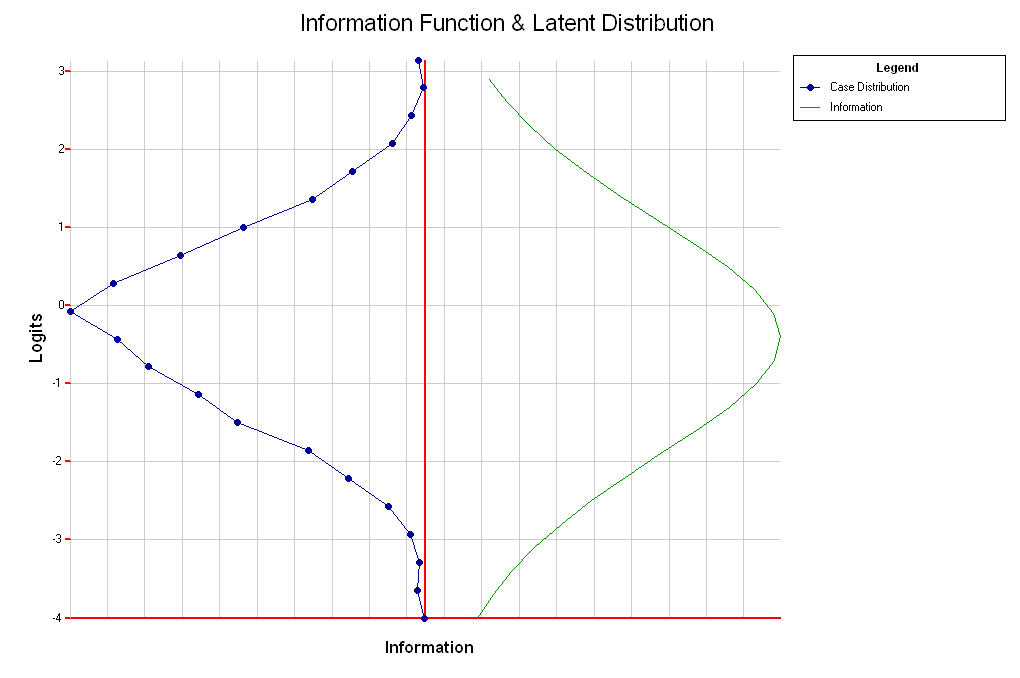 Information Function & Latent Distribution
Legend
Case Distribution
Information
3
2
1
0
-1
-2
-3
-4
Logits
Information